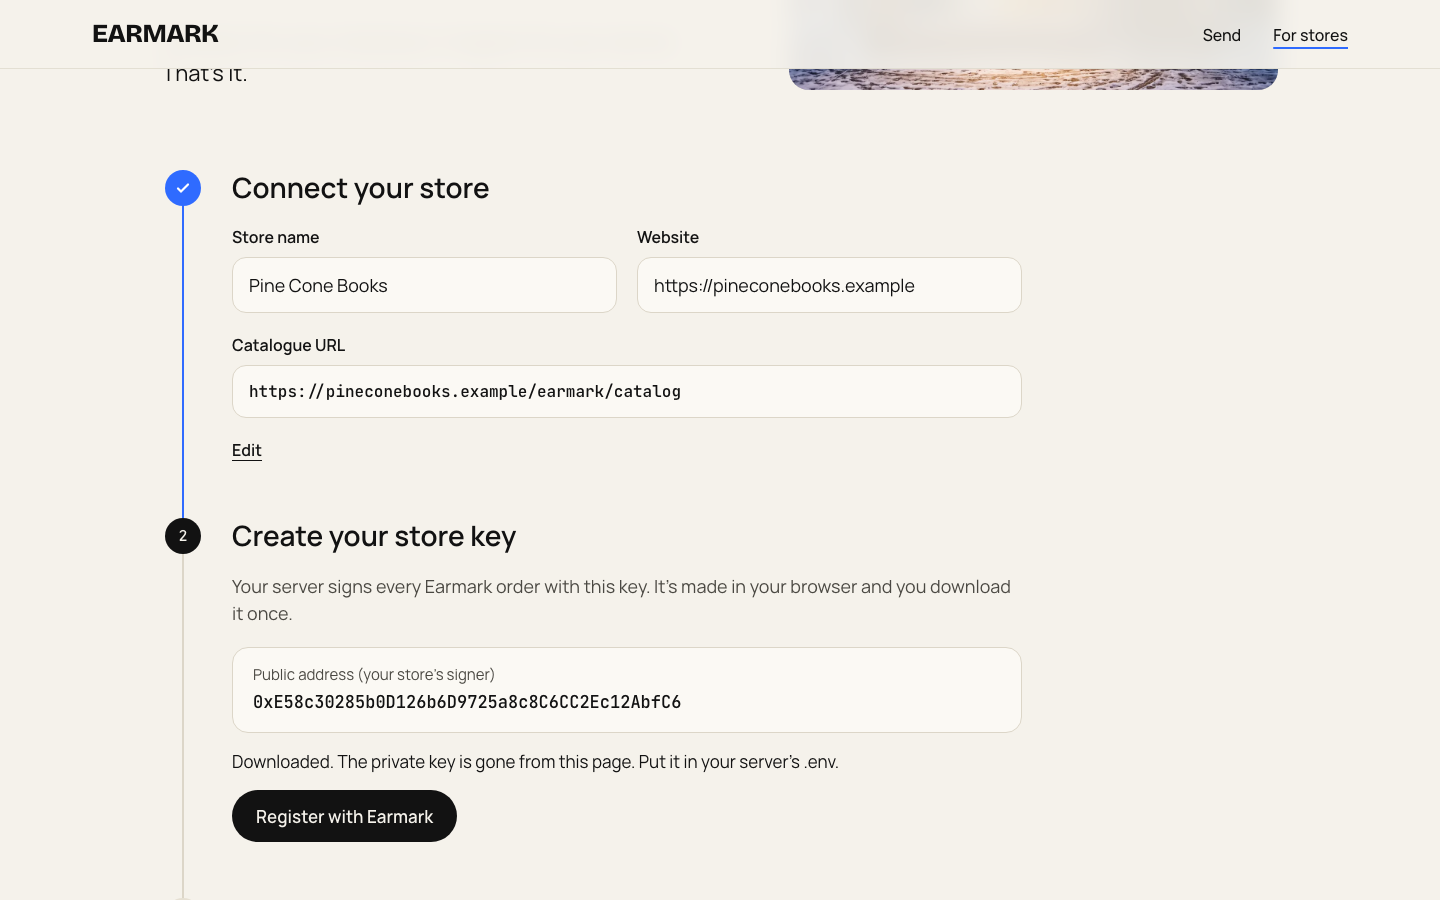 EARMARK
Send
For stores
That's it.
Connect your store
Store name
Website
Pine Cone Books
https://pineconebooks.example
Catalogue URL
https://pineconebooks.example/earmark/catalog
Edit
2
Create your store key
Your server signs every Earmark order with this key. It's made in your browser and you download
it once.
Public address (your store's signer)
0xE58c30285b0D126b6D9725a8c8C6CC2Ec12AbfC6
Downloaded. The private key is gone from this page. Put it in your server's .env.
Register with Earmark